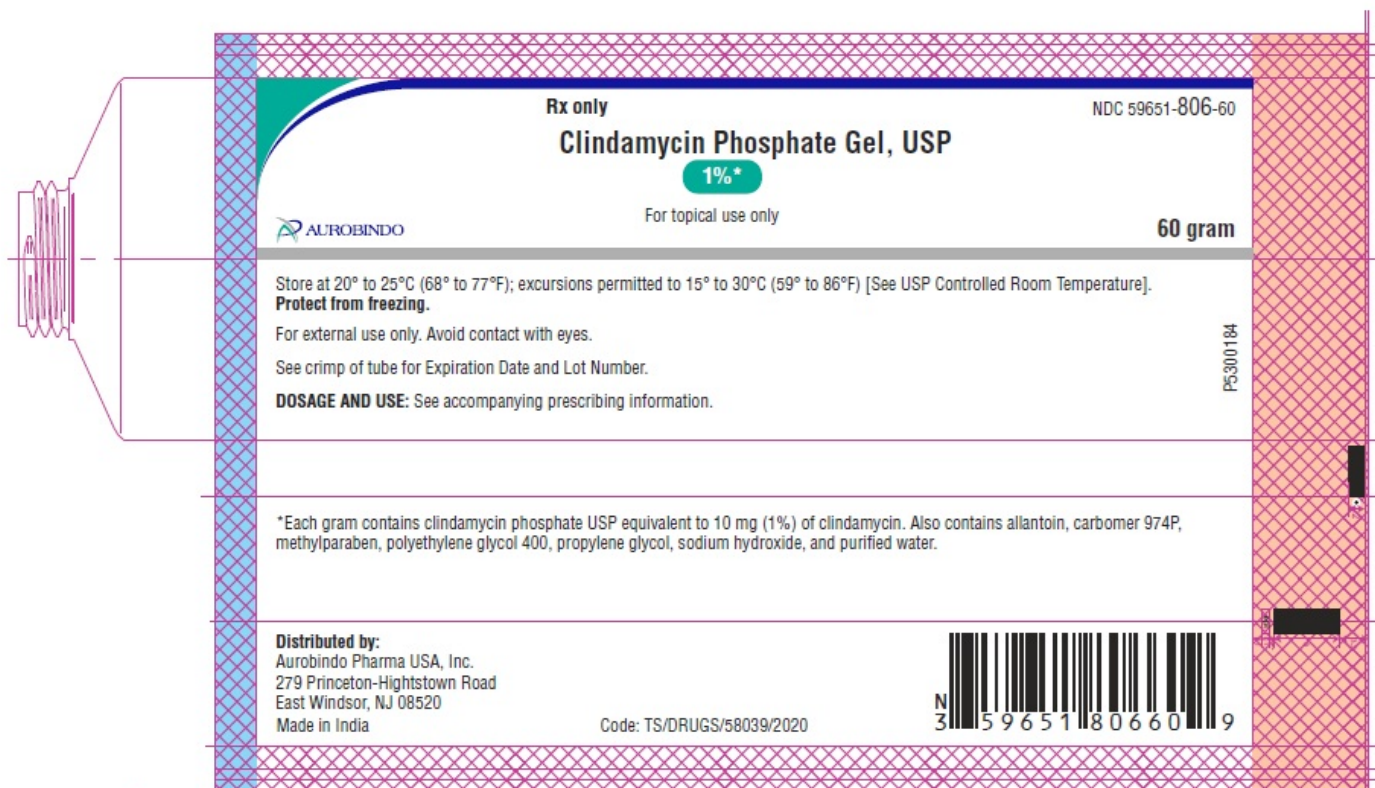 Rx only
NDC 59651-806-60
Clindamycin Phosphate Gel, USP
1%*
For topical use only
AUROBINDO
60 gram
Store at 20° to 25°C (68° to 77°F); excursions permitted to 15° to 30°C (59° to 86°F) [See USP Controlled Room Temperature].
Protect from freezing.
For external use only. Avoid contact with eyes.
See crimp of tube for Expiration Date and Lot Number.
DOSAGE AND USE: See accompanying prescribing information.
P5300184
*Each gram contains clindamycin phosphate USP equivalent to 10 mg (1%) of clindamycin. Also contains allantoin, carbomer 974P,
methylparaben, polyethylene glycol 400, propylene glycol, sodium hydroxide, and purified water.
Distributed by:
Aurobindo Pharma USA, Inc.
279 Princeton-Hightstown Road
East Windsor, NJ 08520
Made in India
Code: TS/DRUGS/58039/2020
N
3 59651 80660 9